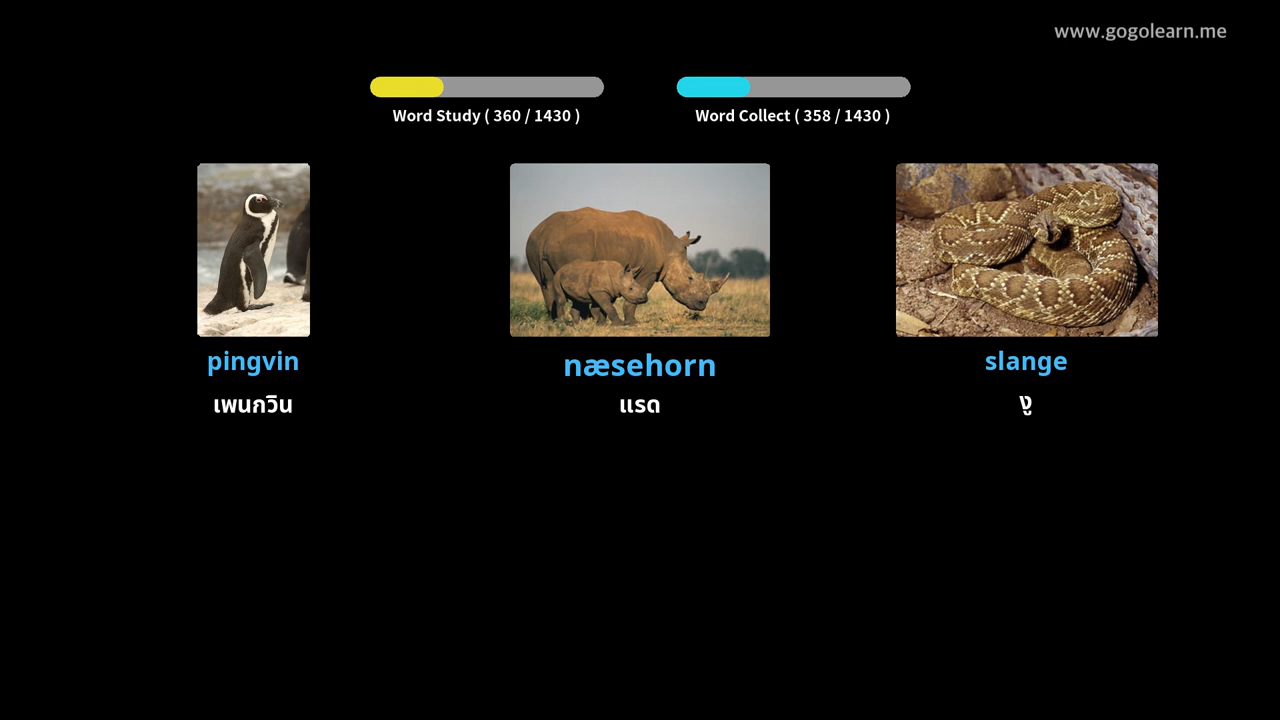 www.gogolearn.me
Word Study ( 360 / 1430 )
Word Collect ( 358 / 1430 )
pingvin
næsehorn
slange
เพนกวิน
แรด
งู